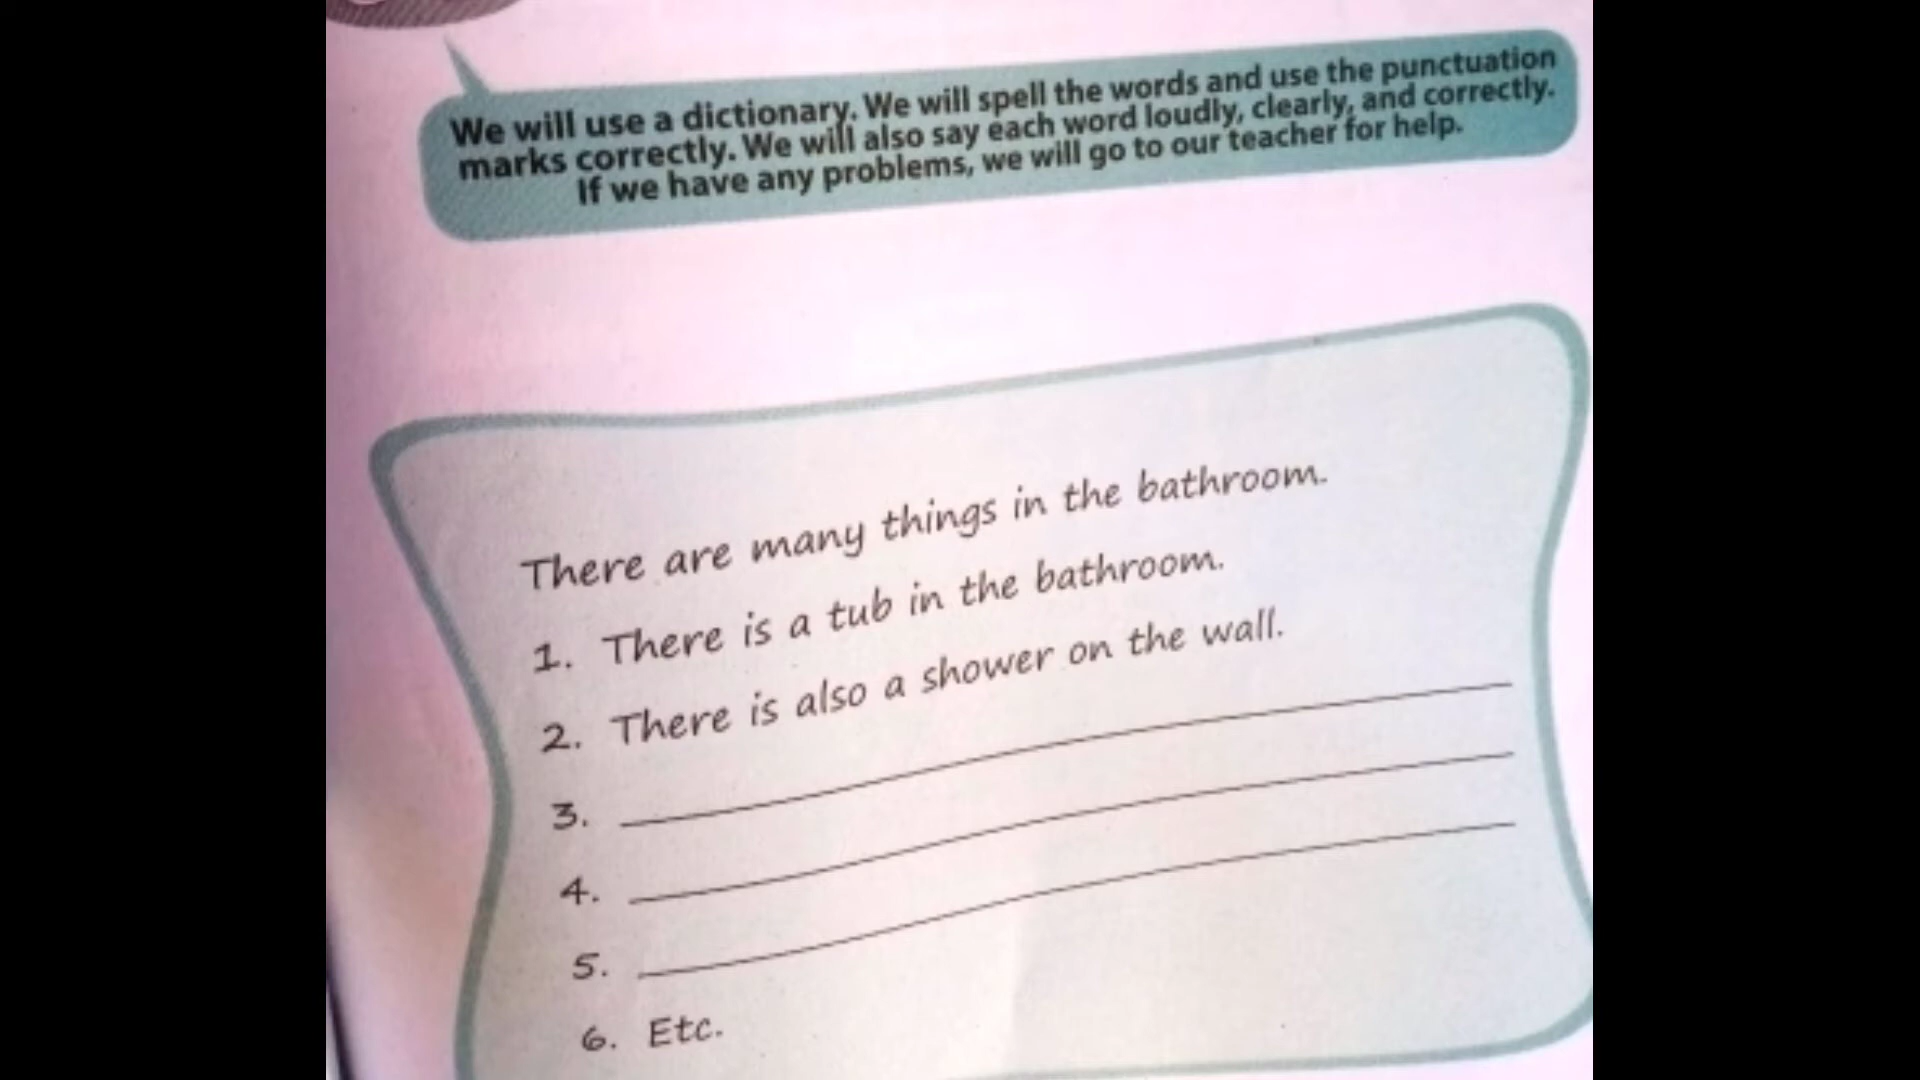 We will use a dictionary. We will spell the words and use the punctuation
marks correctly. We will also say each word loudly, clearly, and correctly.
If we have any problems, we will go to our teacher for help.
There are many things in the bathroom.
1. There is a tub in the bathroom.
2. There is also a shower on the wall.
3.
4.
5.
6. Etc.